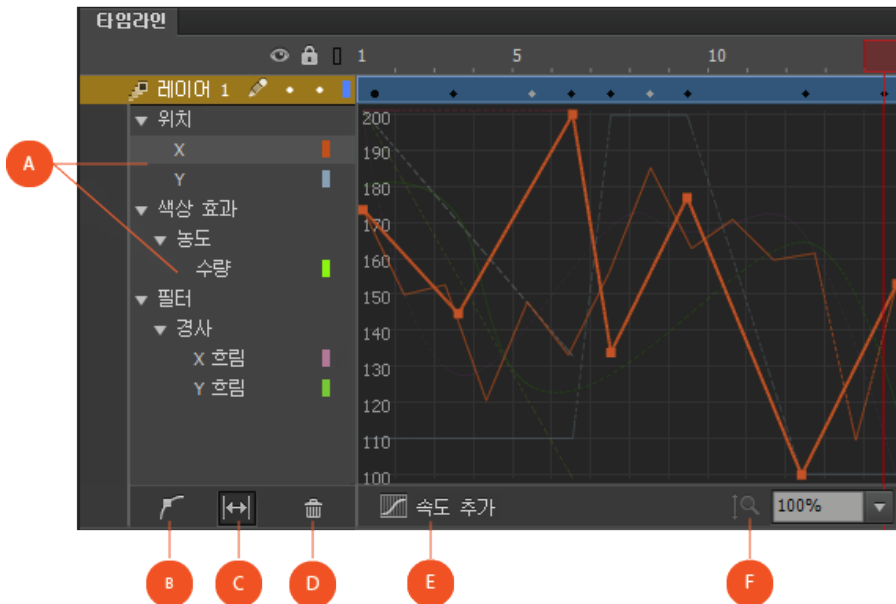 타임라인
1 5 10
레이어 1
위치
X
Y
색상 효과
농도
수량
필터
경사
X 흐림
Y 흐림
200
190
180
170
160
150
140
130
120
110
100
속도 추가
100%
A
B
C
D
E
F